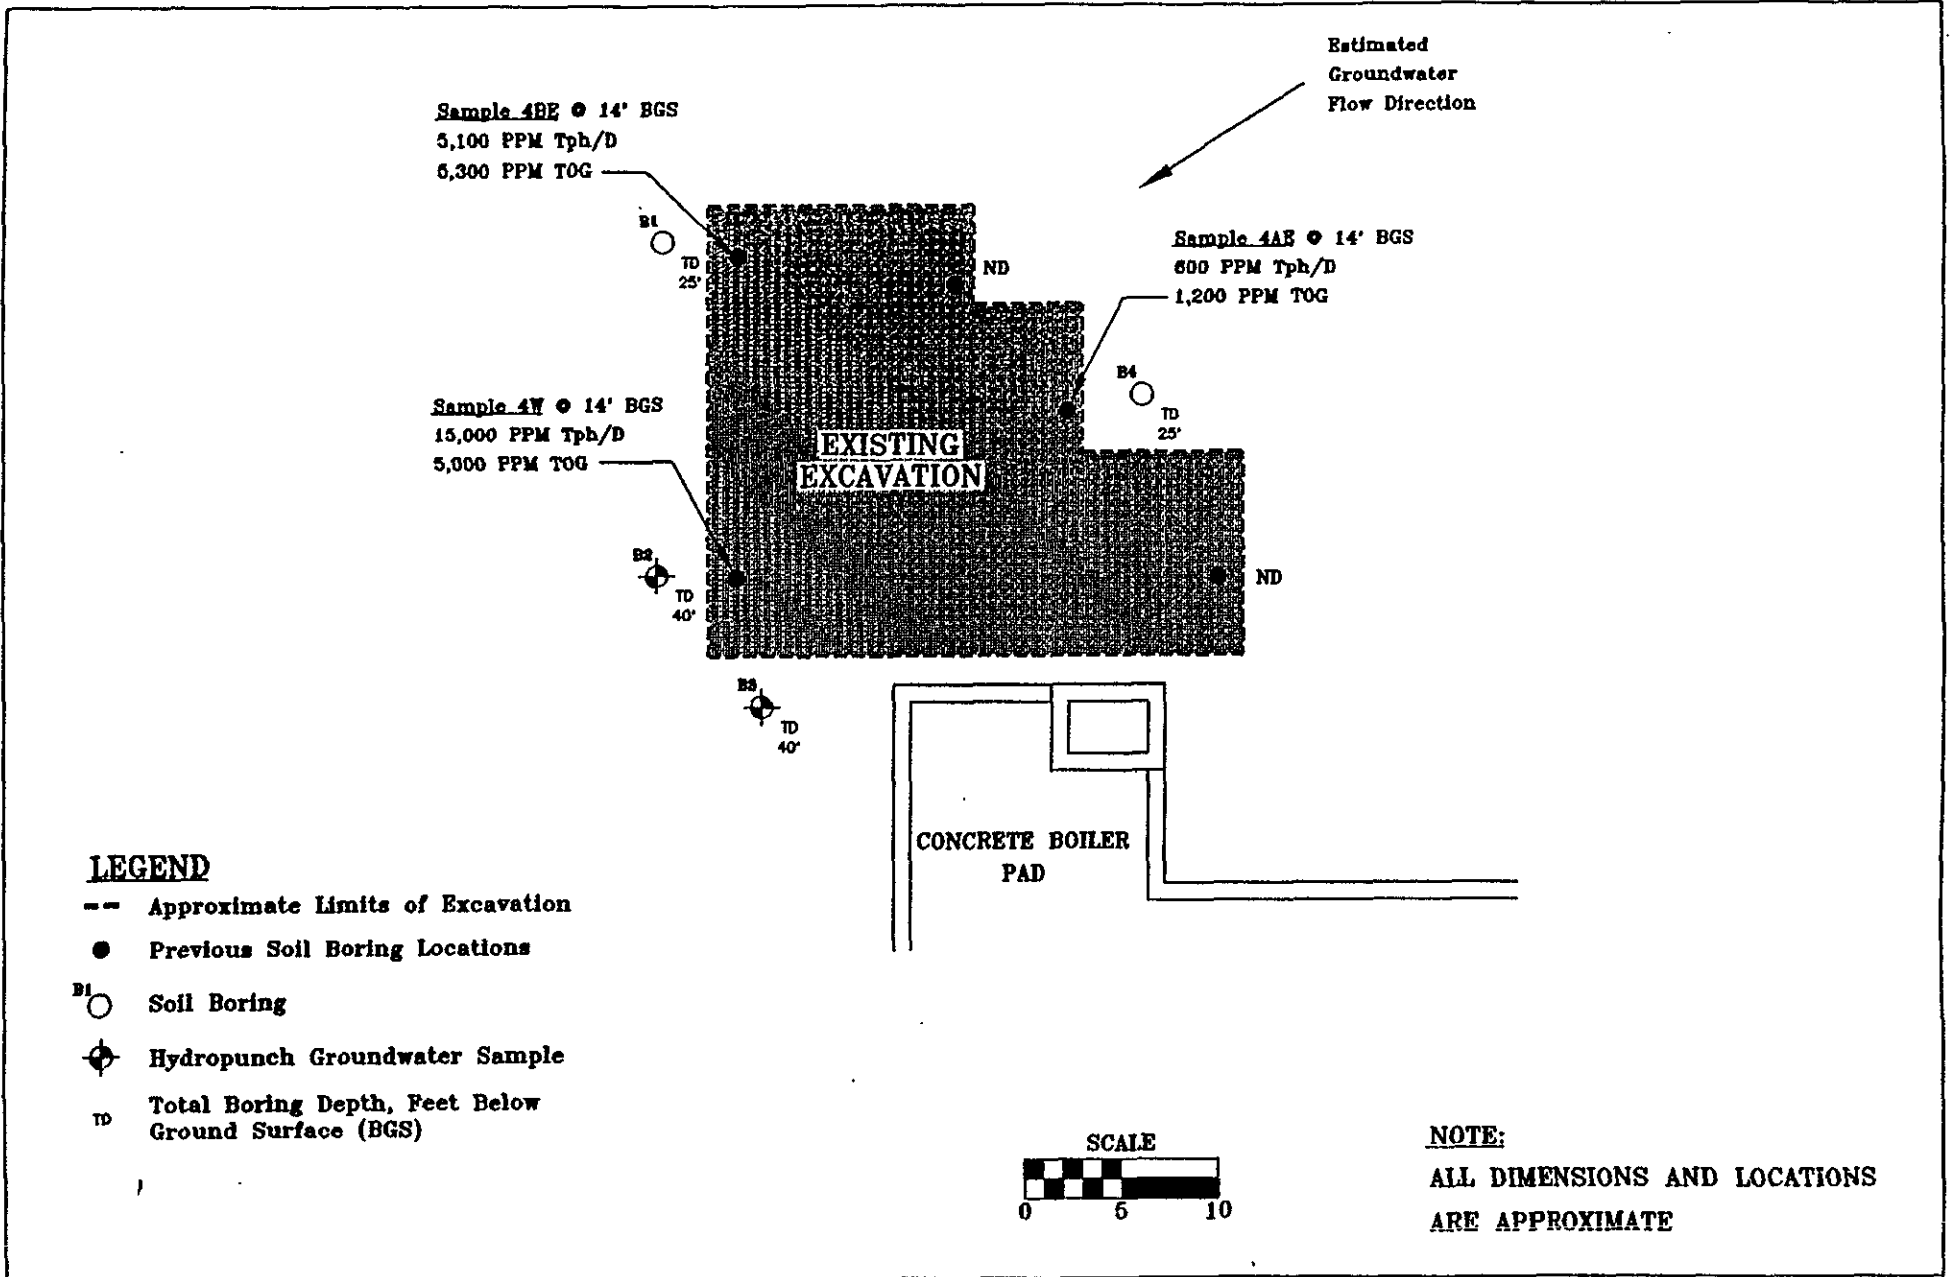 Estimated
Groundwater
Flow Direction
Sample 4BE @ 14' BGS
5,100 PPM Tph/D
5,300 PPM TOG
B1
TD
25'
ND
Sample 4AE @ 14' BGS
600 PPM Tph/D
1,200 PPM TOG
B4
TD
25'
Sample 4W @ 14' BGS
15,000 PPM Tph/D
5,000 PPM TOG
EXISTING
EXCAVATION
B2
TD
40'
ND
B3
TD
40'
CONCRETE BOILER
PAD
LEGEND
Approximate Limits of Excavation
Previous Soil Boring Locations
B1
Soil Boring
Hydropunch Groundwater Sample
TD
Total Boring Depth, Feet Below
Ground Surface (BGS)
SCALE
0 5 10
NOTE:
ALL DIMENSIONS AND LOCATIONS
ARE APPROXIMATE